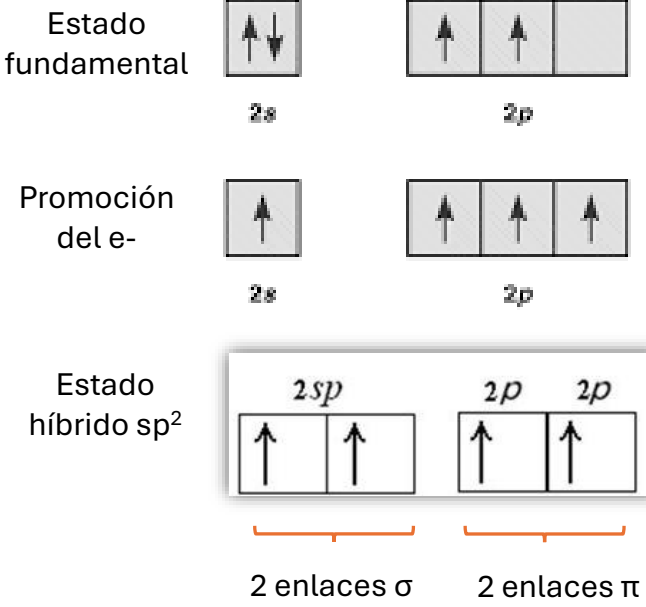 Estado
fundamental
2s
2p
Promoción
del e-
2s
2p
Estado
híbrido sp²
2sp
2p 2p
2 enlaces σ
2 enlaces π